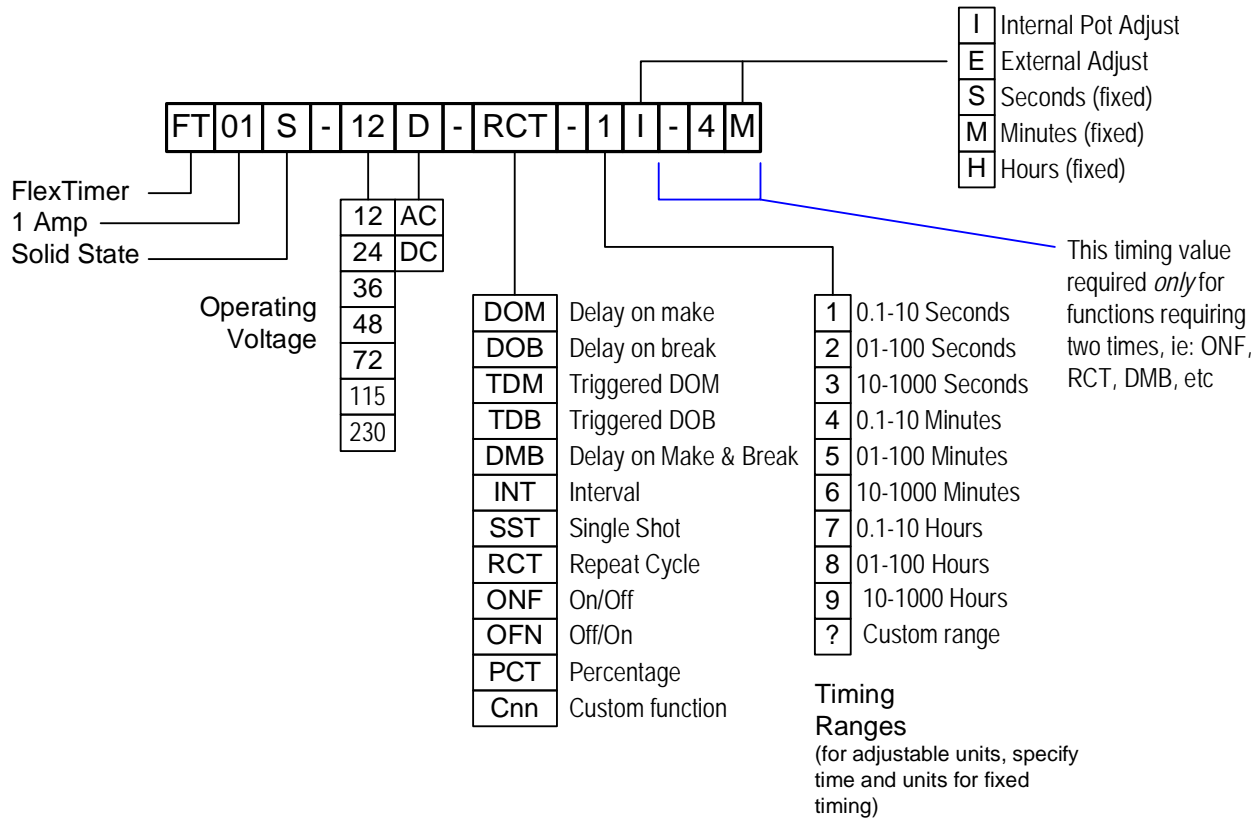 I Internal Pot Adjust
E External Adjust
S Seconds (fixed)
M Minutes (fixed)
H Hours (fixed)
FT 01 S - 12 D - RCT - 1 I - 4 M
FlexTimer
1 Amp
Solid State
Operating
Voltage
12 AC
24 DC
36
48
72
115
230
DOM Delay on make
DOB Delay on break
TDM Triggered DOM
TDB Triggered DOB
DMB Delay on Make & Break
INT Interval
SST Single Shot
RCT Repeat Cycle
ONF On/Off
OFN Off/On
PCT Percentage
Cnn Custom function
1 0.1-10 Seconds
2 01-100 Seconds
3 10-1000 Seconds
4 0.1-10 Minutes
5 01-100 Minutes
6 10-1000 Minutes
7 0.1-10 Hours
8 01-100 Hours
9 10-1000 Hours
? Custom range
Timing
Ranges
(for adjustable units, specify
time and units for fixed
timing)
This timing value
required only for
functions requiring
two times, ie: ONF,
RCT, DMB, etc